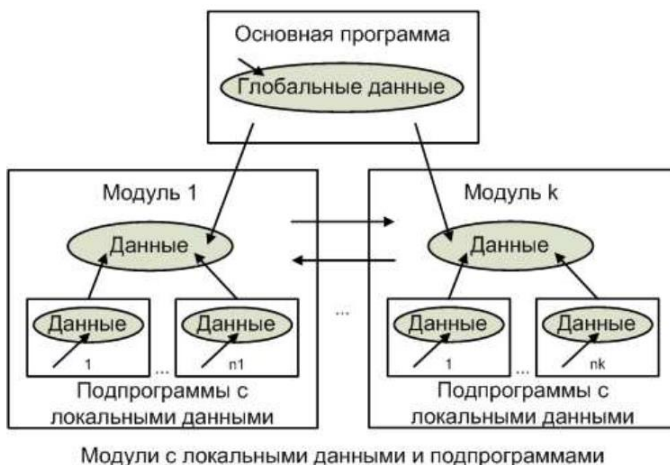 Основная программа
Глобальные данные
Модуль 1
Данные
Данные
1
...
Данные
n1
Подпрограммы с
локальными данными
...
Модуль k
Данные
Данные
1
...
Данные
nk
Подпрограммы с
локальными данными
Модули с локальными данными и подпрограммами